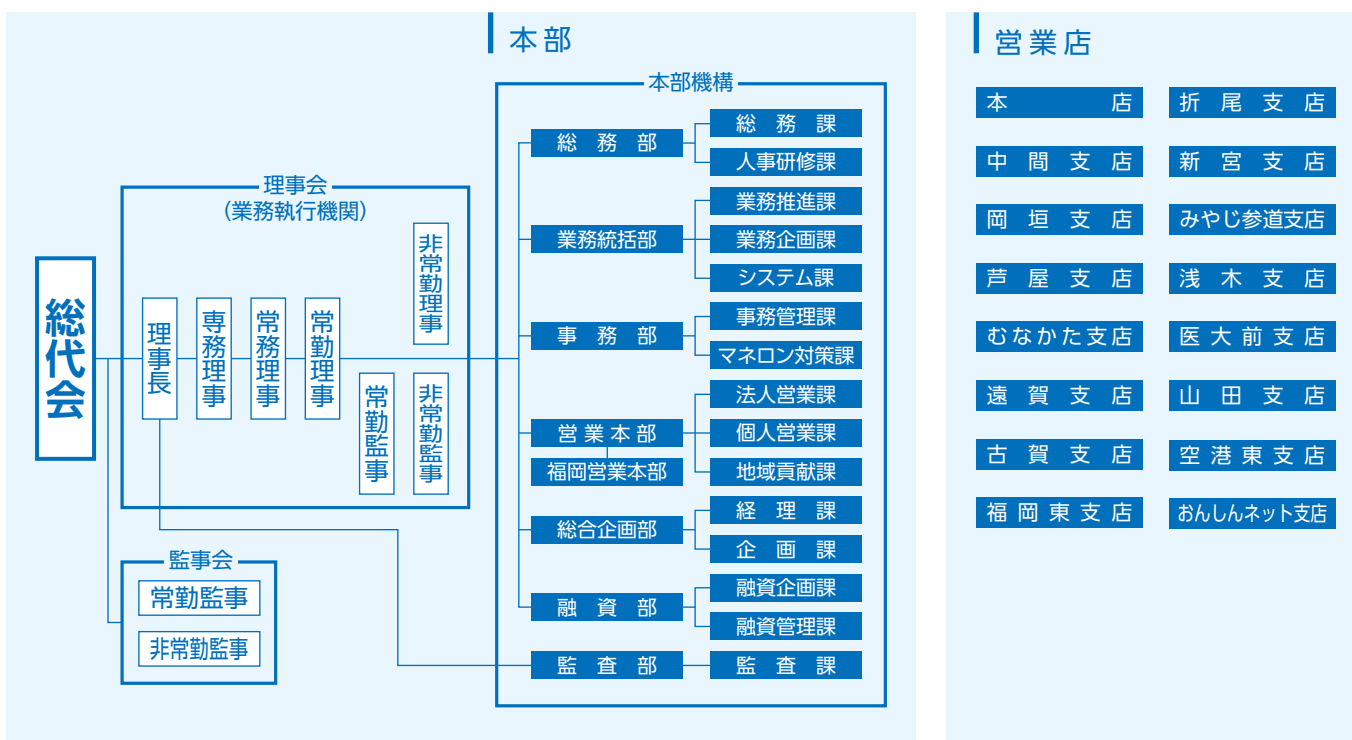 本部
総代会
理事会
(業務執行機関)
理事長
専務理事
常務理事
常勤理事
非常勤理事
常勤監事
非常勤監事
監事会
常勤監事
非常勤監事
本部機構
総務部
総務課
人事研修課
業務統括部
業務推進課
業務企画課
システム課
事務部
事務管理課
マネロン対策課
営業本部
福岡営業本部
法人営業課
個人営業課
地域貢献課
総合企画部
経理課
企画課
融資部
融資企画課
融資管理課
監査部
監査課
営業店
本店
中間支店
岡垣支店
芦屋支店
むなかた支店
遠賀支店
古賀支店
福岡東支店
折尾支店
新宮支店
みやじ参道支店
浅木支店
医大前支店
山田支店
空港東支店
おんしんネット支店